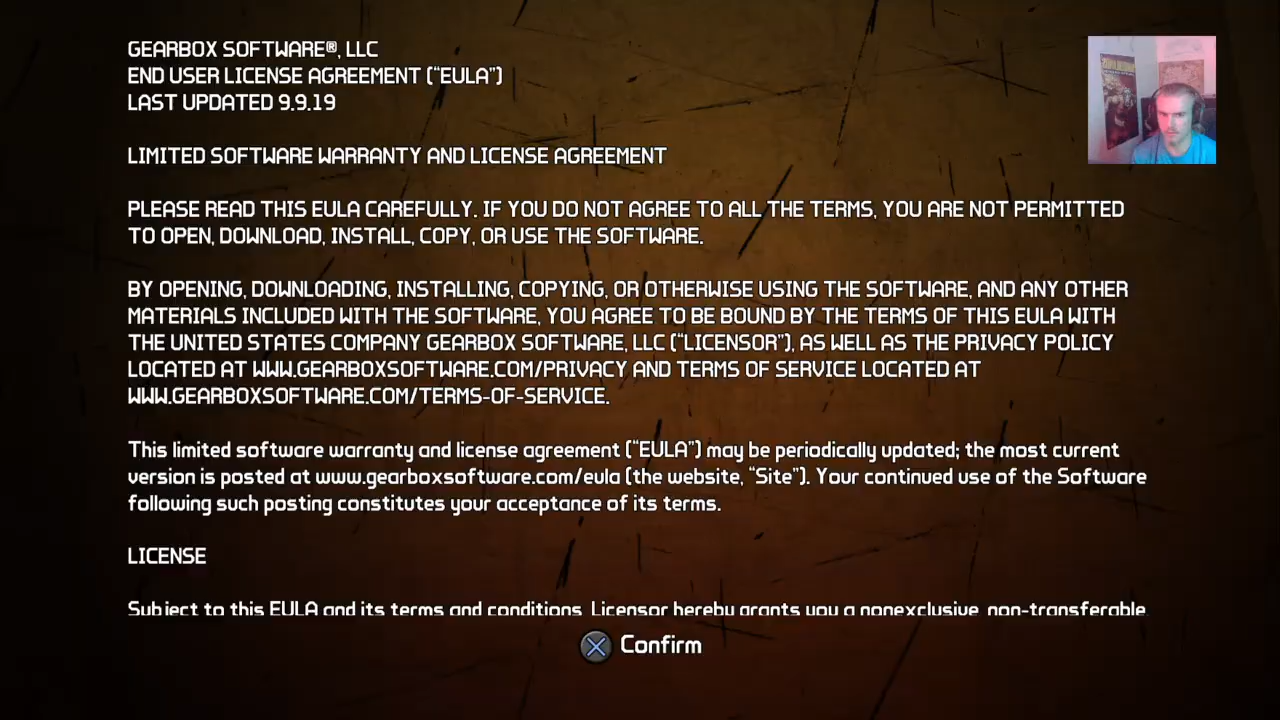 GEARBOX SOFTWARE®, LLC
END USER LICENSE AGREEMENT ("EULA")
LAST UPDATED 9.9.19
LIMITED SOFTWARE WARRANTY AND LICENSE AGREEMENT
PLEASE READ THIS EULA CAREFULLY. IF YOU DO NOT AGREE TO ALL THE TERMS, YOU ARE NOT PERMITTED
TO OPEN, DOWNLOAD, INSTALL, COPY, OR USE THE SOFTWARE.
BY OPENING, DOWNLOADING, INSTALLING, COPYING, OR OTHERWISE USING THE SOFTWARE, AND ANY OTHER
MATERIALS INCLUDED WITH THE SOFTWARE, YOU AGREE TO BE BOUND BY THE TERMS OF THIS EULA WITH
THE UNITED STATES COMPANY GEARBOX SOFTWARE, LLC ("LICENSOR"), AS WELL AS THE PRIVACY POLICY
LOCATED AT WWW.GEARBOXSOFTWARE.COM/PRIVACY AND TERMS OF SERVICE LOCATED AT
WWW.GEARBOXSOFTWARE.COM/TERMS-OF-SERVICE.
This limited software warranty and license agreement ("EULA") may be periodically updated; the most current
version is posted at www.gearboxsoftware.com/eula (the website, "Site"). Your continued use of the Software
following such posting constitutes your acceptance of its terms.
LICENSE
Subject to this EULA and its terms and conditions, Licensor hereby grants you a nonexclusive, non-transferable,
Confirm